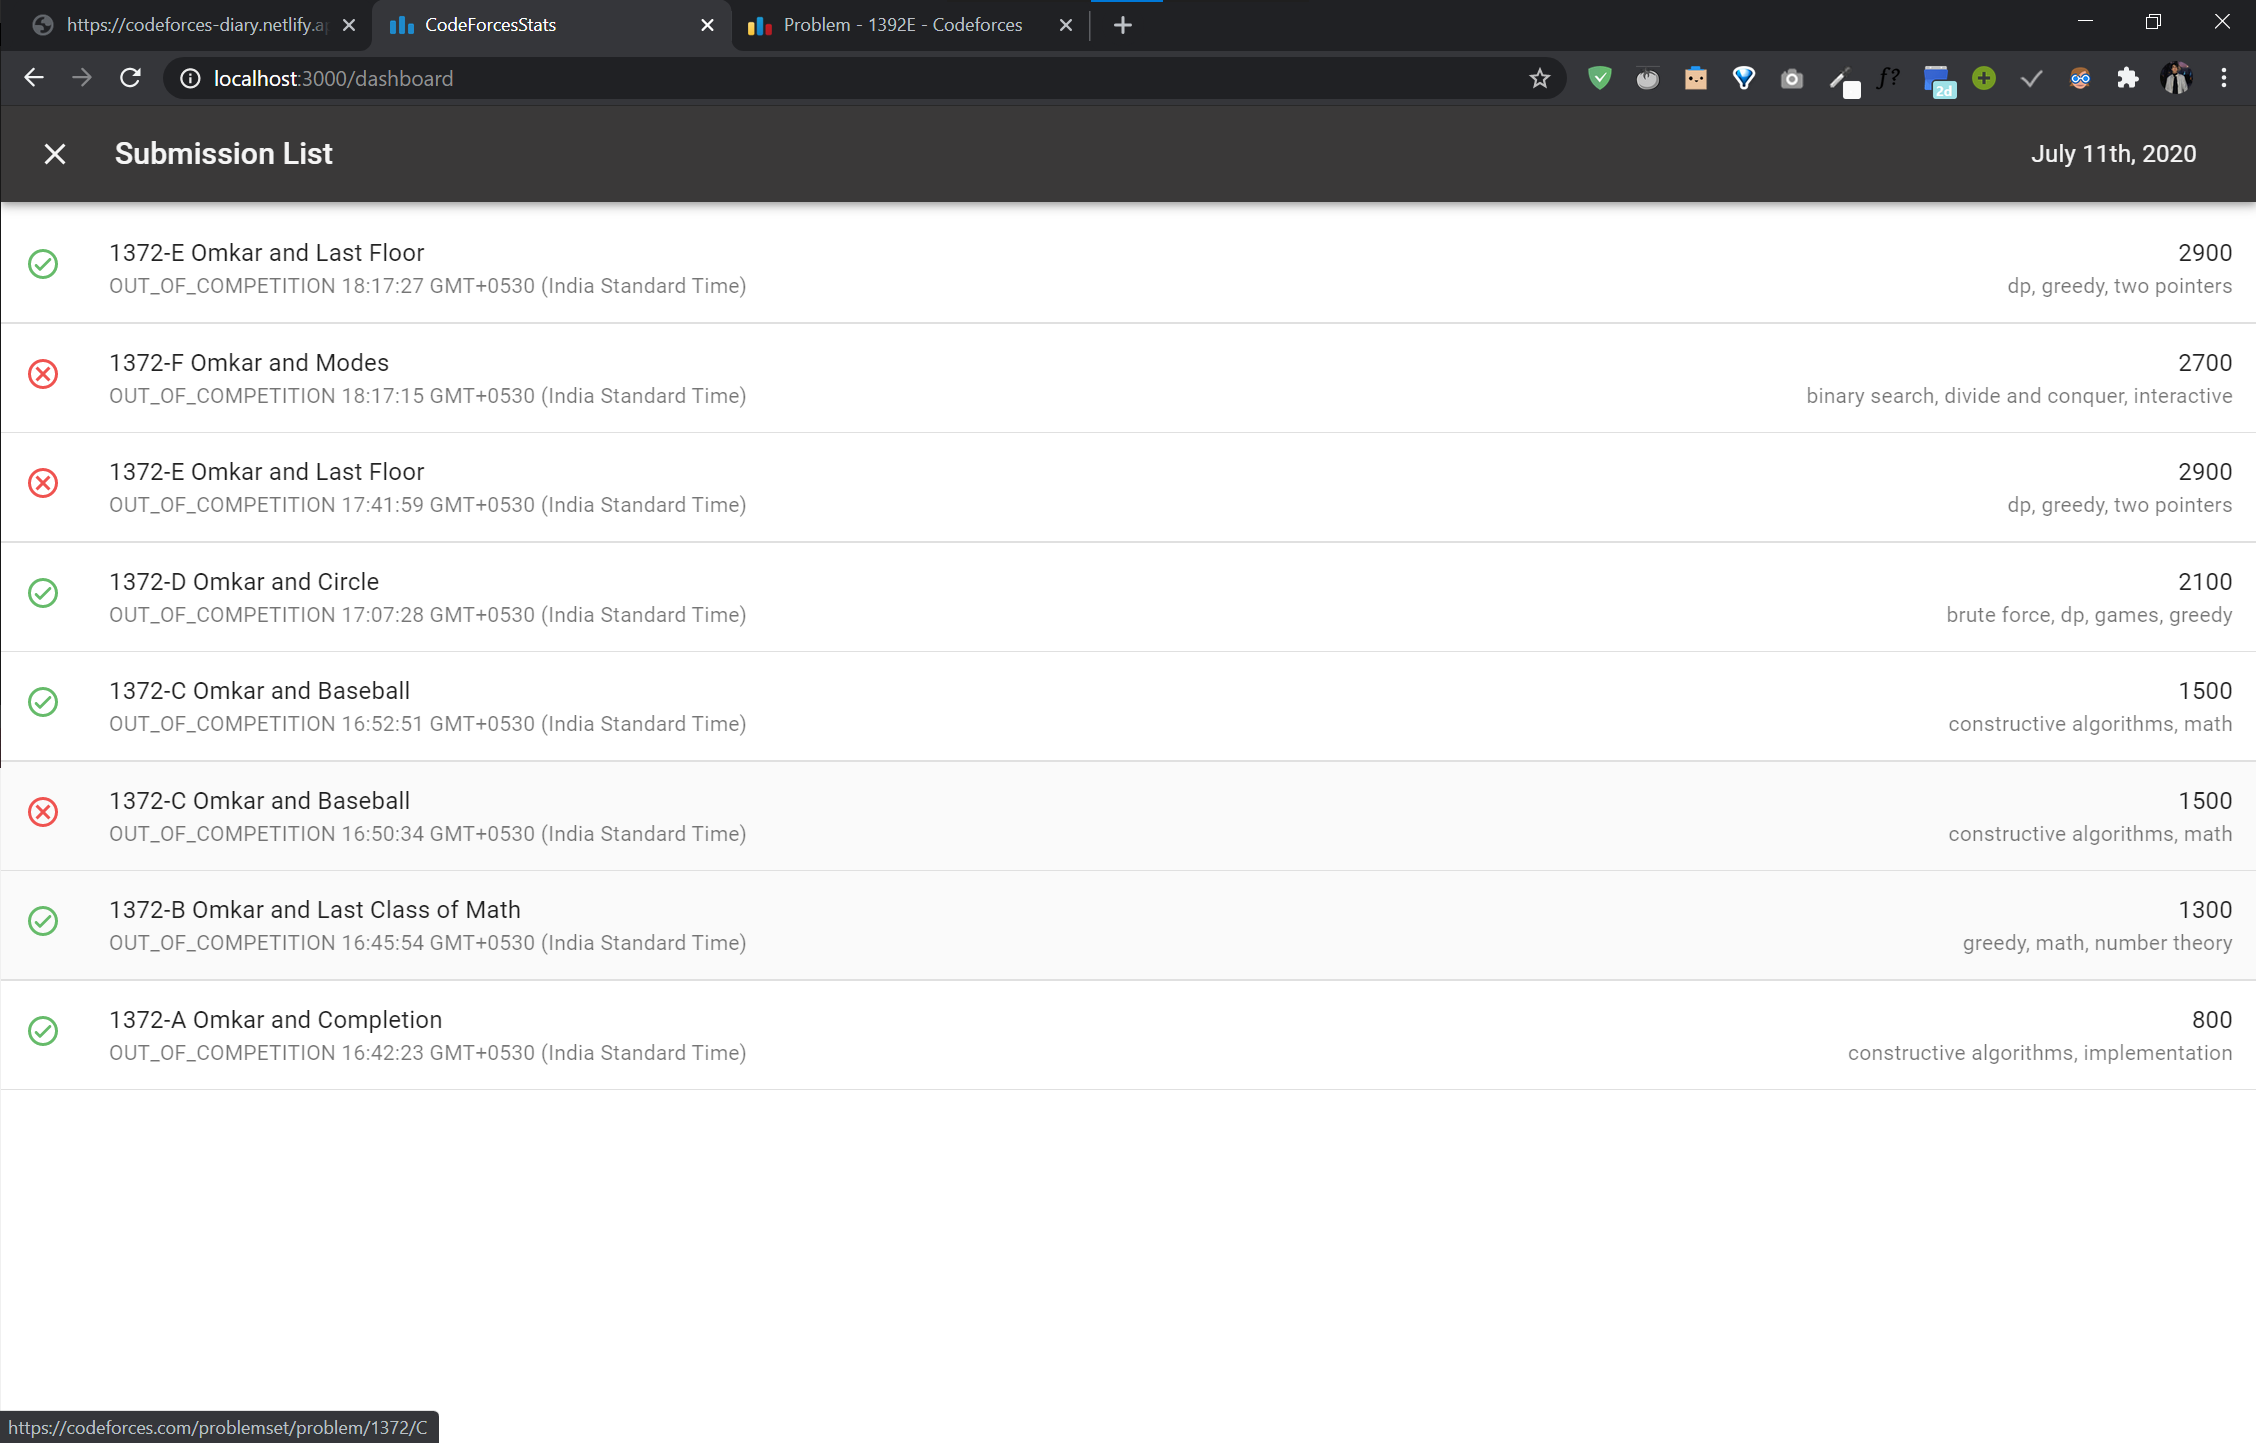 https://codeforces-diary.netlify.a
CodeForcesStats
Problem - 1392E - Codeforces
localhost:3000/dashboard
f?
2d
Submission List
July 11th, 2020
1372-E Omkar and Last Floor
2900
OUT_OF_COMPETITION 18:17:27 GMT+0530 (India Standard Time)
dp, greedy, two pointers
1372-F Omkar and Modes
2700
OUT_OF_COMPETITION 18:17:15 GMT+0530 (India Standard Time)
binary search, divide and conquer, interactive
1372-E Omkar and Last Floor
2900
OUT_OF_COMPETITION 17:41:59 GMT+0530 (India Standard Time)
dp, greedy, two pointers
1372-D Omkar and Circle
2100
OUT_OF_COMPETITION 17:07:28 GMT+0530 (India Standard Time)
brute force, dp, games, greedy
1372-C Omkar and Baseball
1500
OUT_OF_COMPETITION 16:52:51 GMT+0530 (India Standard Time)
constructive algorithms, math
1372-C Omkar and Baseball
1500
OUT_OF_COMPETITION 16:50:34 GMT+0530 (India Standard Time)
constructive algorithms, math
1372-B Omkar and Last Class of Math
1300
OUT_OF_COMPETITION 16:45:54 GMT+0530 (India Standard Time)
greedy, math, number theory
1372-A Omkar and Completion
800
OUT_OF_COMPETITION 16:42:23 GMT+0530 (India Standard Time)
constructive algorithms, implementation
https://codeforces.com/problemset/problem/1372/C